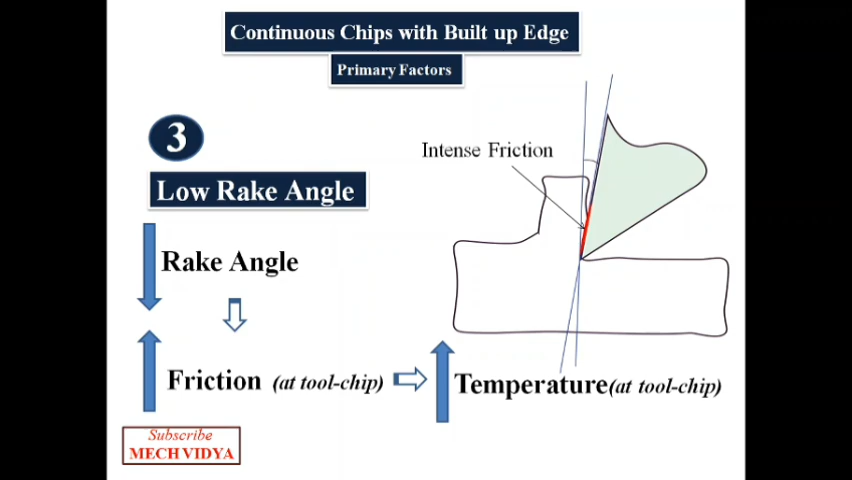 Continuous Chips with Built up Edge
Primary Factors
3
Low Rake Angle
Intense Friction
Rake Angle
Friction (at tool-chip)
Temperature(at tool-chip)
Subscribe
MECH VIDYA